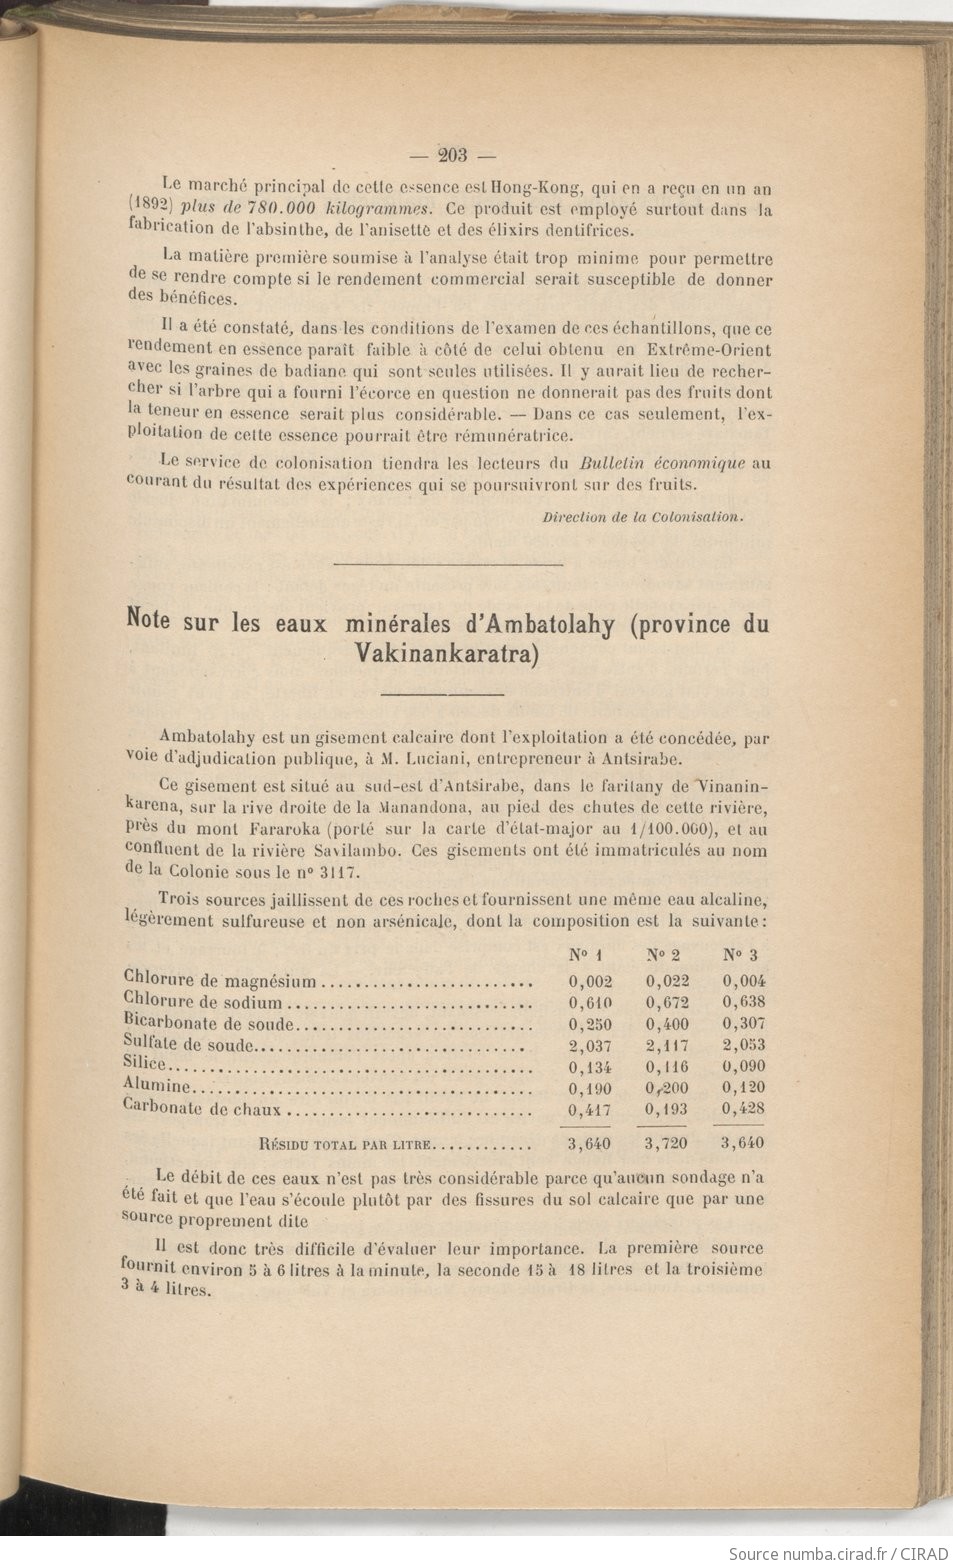 — 203 —
Le marché principal de cette essence est Hong-Kong, qui en a reçu en un an
(1892) plus de 780.000 kilogrammes. Ce produit est employé surtout dans la
fabrication de l'absinthe, de l'anisette et des élixirs dentifrices.
La matière première soumise à l'analyse était trop minime pour permettre
de se rendre compte si le rendement commercial serait susceptible de donner
des bénéfices.
Il a été constaté, dans les conditions de l'examen de ces échantillons, que ce
rendement en essence paraît faible à côté de celui obtenu en Extrême-Orient
avec les graines de badiane qui sont seules utilisées. Il y aurait lieu de recher-
cher si l'arbre qui a fourni l'écorce en question ne donnerait pas des fruits dont
la teneur en essence serait plus considérable. — Dans ce cas seulement, l'ex-
ploitation de cette essence pourrait être rémunératrice.
Le service de colonisation tiendra les lecteurs du Bulletin économique au
courant du résultat des expériences qui se poursuivront sur des fruits.
Direction de la Colonisation.
Note sur les eaux minérales d'Ambatolahy (province du
Vakinankaratra)
Ambatolahy est un gisement calcaire dont l'exploitation a été concédée, par
voie d'adjudication publique, à M. Luciani, entrepreneur à Antsirabe.
Ce gisement est situé au sud-est d'Antsirabe, dans le faritany de Vinanin-
karena, sur la rive droite de la Manandona, au pied des chutes de cette rivière,
près du mont Fararoka (porté sur la carte d'état-major au 1/100.000), et au
confluent de la rivière Savilambo. Ces gisements ont été immatriculés au nom
de la Colonie sous le nº 3117.
Trois sources jaillissent de ces roches et fournissent une même eau alcaline,
légèrement sulfureuse et non arsénicale, dont la composition est la suivante :
Nº 1 Nº 2 Nº 3
Chlorure de magnésium ......................... 0,002 0,022 0,004
Chlorure de sodium ............................. 0,610 0,672 0,638
Bicarbonate de soude............................ 0,250 0,400 0,307
Sulfate de soude................................ 2,037 2,117 2,053
Silice.......................................... 0,134 0,116 0,090
Alumine........................................ 0,190 0,200 0,120
Carbonate de chaux ............................. 0,417 0,193 0,428
RÉSIDU TOTAL PAR LITRE............ 3,640 3,720 3,640
Le débit de ces eaux n'est pas très considérable parce qu'aucun sondage n'a
été fait et que l'eau s'écoule plutôt par des fissures du sol calcaire que par une
source proprement dite
Il est donc très difficile d'évaluer leur importance. La première source
fournit environ 5 à 6 litres à la minute, la seconde 15 à 18 litres et la troisième
3 à 4 litres.
Source numba.cirad.fr / CIRAD